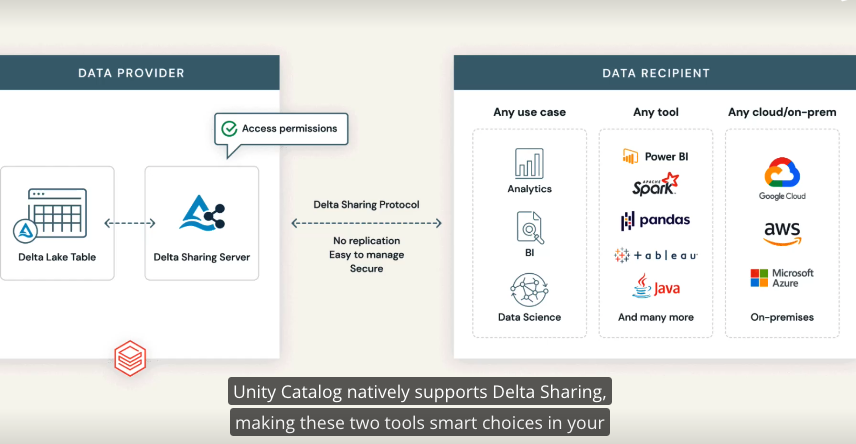 DATA PROVIDER
Access permissions
Delta Lake Table
Delta Sharing Server
Delta Sharing Protocol
No replication
Easy to manage
Secure
DATA RECIPIENT
Any use case
Analytics
BI
Data Science
Any tool
Power BI
APACHE
Spark
pandas
+ableau
Java
And many more
Any cloud/on-prem
Google Cloud
aws
Microsoft
Azure
On-premises
Unity Catalog natively supports Delta Sharing,
making these two tools smart choices in your